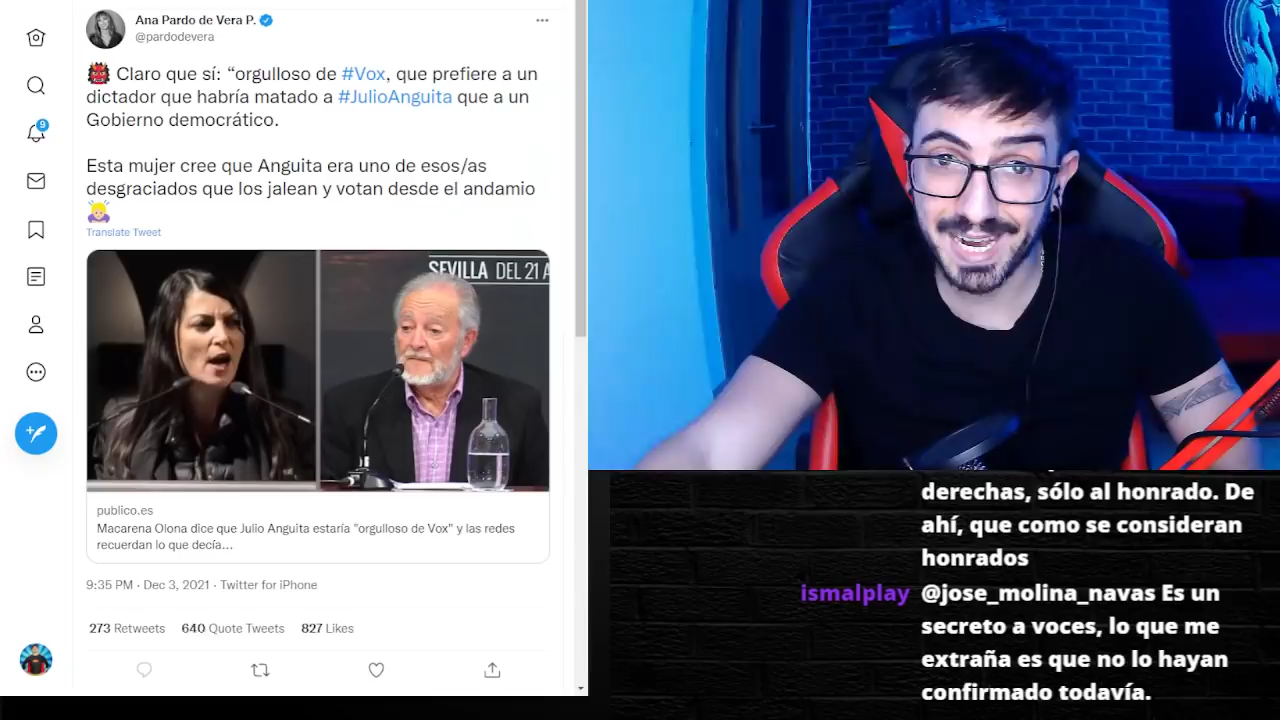 Ana Pardo de Vera P.
@pardodevera
Claro que sí: “orgulloso de #Vox, que prefiere a un
dictador que habría matado a #JulioAnguita que a un
Gobierno democrático.
Esta mujer cree que Anguita era uno de esos/as
desgraciados que los jalean y votan desde el andamio
Translate Tweet
SEVILLA DEL 21 A
publico.es
Macarena Olona dice que Julio Anguita estaría "orgulloso de Vox" y las redes
recuerdan lo que decía...
9:35 PM · Dec 3, 2021 · Twitter for iPhone
273 Retweets 640 Quote Tweets 827 Likes
9
derechas, sólo al honrado. De
ahí, que como se consideran
honrados
ismalplay @jose_molina_navas Es un
secreto a voces, lo que me
extraña es que no lo hayan
confirmado todavía.